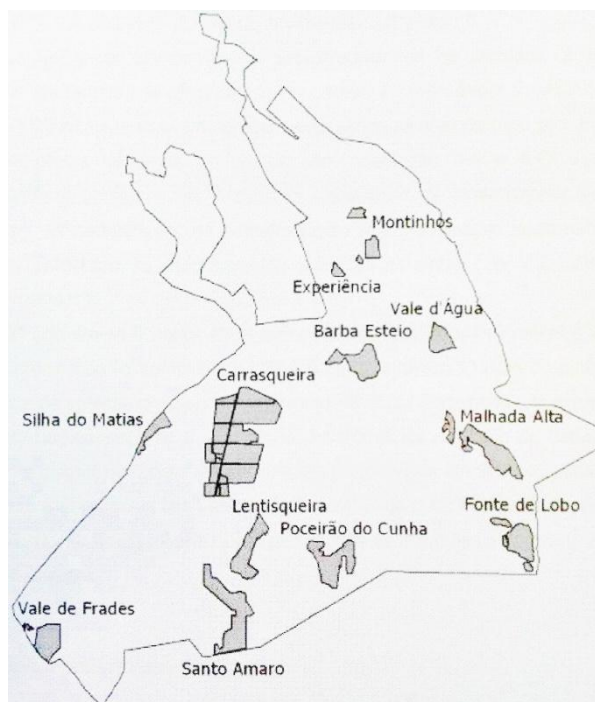 Montinhos
Experiência
Vale d'Água
Barba Esteio
Carrasqueira
Silha do Matias
Malhada Alta
Lentisqueira
Fonte de Lobo
Poceirão do Cunha
Vale de Frades
Santo Amaro